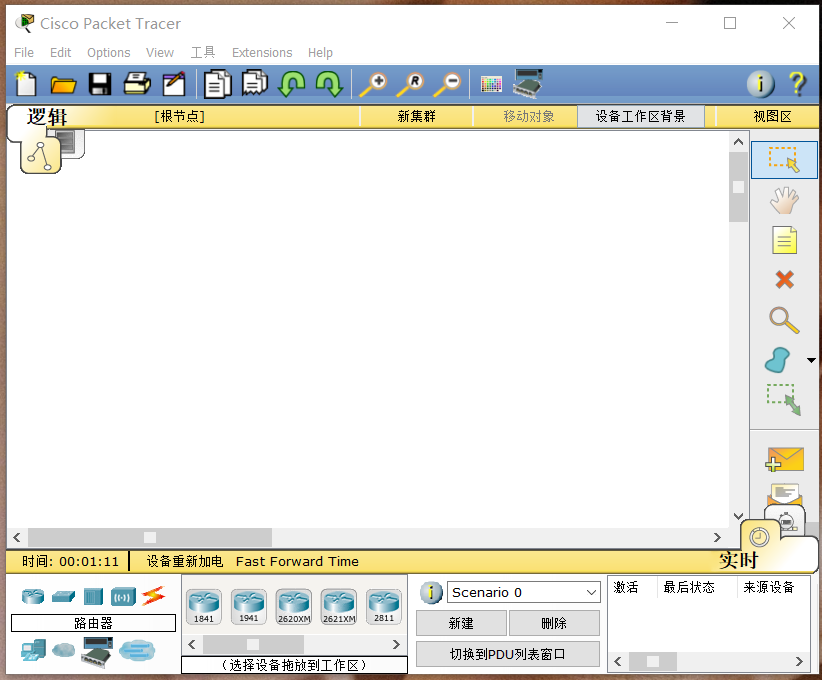 Cisco Packet Tracer
File Edit Options View 工具 Extensions Help
R i ?
逻辑 [根节点] 新集群 移动对象 设备工作区背景 视图区
时间: 00:01:11 设备重新加电 Fast Forward Time 实时
i Scenario 0 激活 最后状态 来源设备
1841 1941 2620XM 2621XM 2811
路由器 新建 删除
切换到PDU列表窗口
(选择设备拖放到工作区)